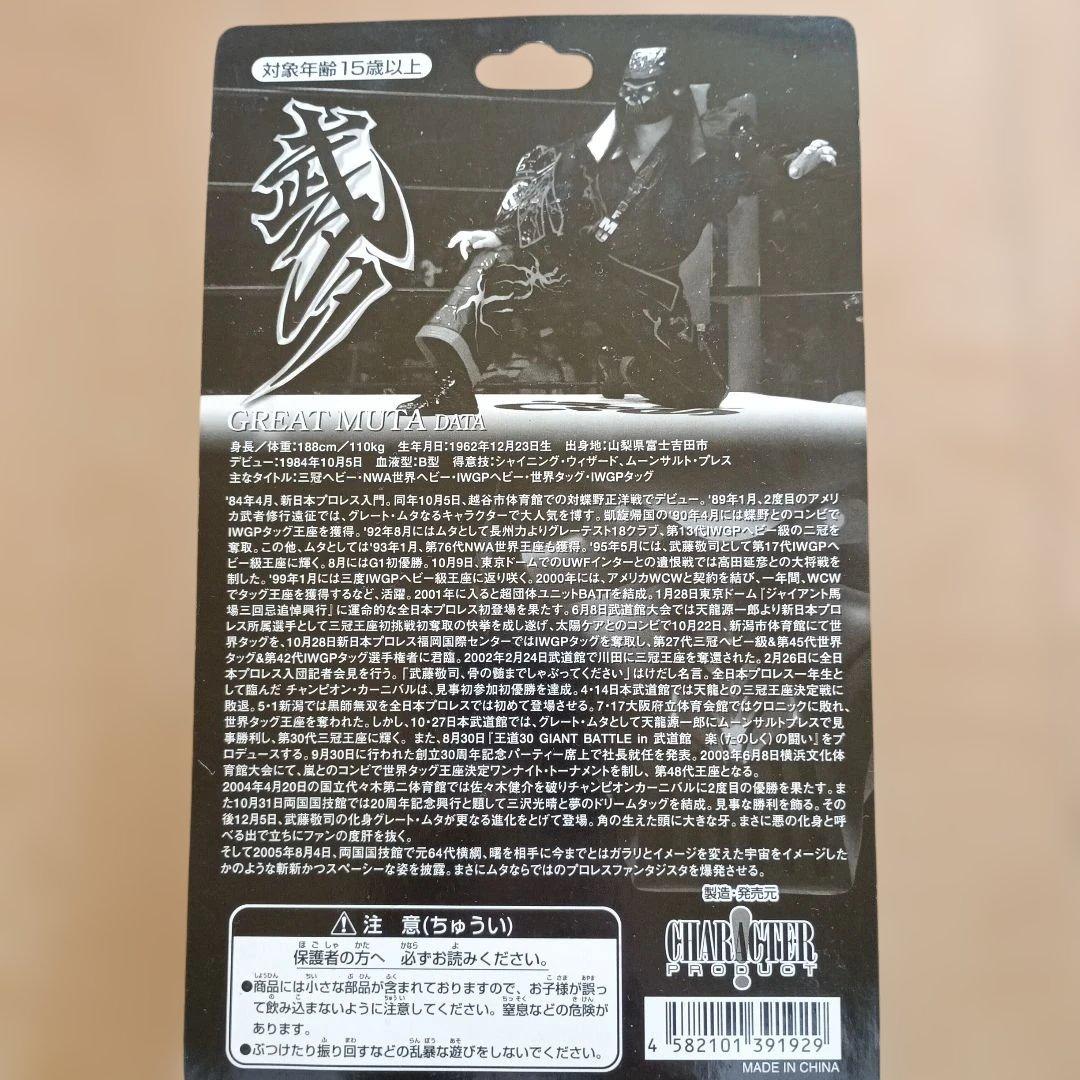 対象年齢15歳以上
GREAT MUTA DATA
身長／体重:188cm／110kg 生年月日:1962年12月23日生 出身地:山梨県富士吉田市
デビュー:1984年10月5日 血液型:B型 得意技:シャイニング・ウィザード、ムーンサルト・プレス
主なタイトル:三冠ヘビー・NWA世界ヘビー・IWGPヘビー・世界タッグ・IWGPタッグ
'84年4月、新日本プロレス入門。同年10月5日、越谷市体育館での対蝶野正洋戦でデビュー。'89年1月、2度目のアメリ
カ武者修行遠征では、グレート・ムタなるキャラクターで大人気を博す。凱旋帰国の'90年4月には蝶野とのコンビで
IWGPタッグ王座を獲得。'92年8月にはムタとして長州力よりグレーテスト18クラブ、第13代IWGPヘビー級の二冠を
奪取。この他、ムタとしては'93年1月、第76代NWA世界王座も獲得。'95年5月には、武藤敬司として第17代IWGPヘ
ビー級王座に輝く。8月にはG1初優勝。10月9日、東京ドームでのUWFインターとの遺恨戦では高田延彦との大将戦を
制した。'99年1月には三度IWGPヘビー級王座に返り咲く。2000年には、アメリカWCWと契約を結び、一年間、WCW
でタッグ王座を獲得するなど、活躍。2001年に入ると超団体ユニットBATTを結成。1月28日東京ドーム『ジャイアント馬
場三回忌追悼興行』に運命的な全日本プロレス初登場を果たす。6月8日武道館大会では天龍源一郎より新日本プロ
レス所属選手として三冠王座初挑戦初奪取の快挙を成し遂げ、太陽ケアとのコンビで10月22日、新潟市体育館にて世
界タッグを、10月28日新日本プロレス福岡国際センターではIWGPタッグを奪取し、第27代三冠ヘビー級&第45代世界
タッグ&第42代IWGPタッグ選手権者に君臨。2002年2月24日武道館で川田に三冠王座を奪還された。2月26日に全日
本プロレス入団記者会見を行う。「武藤敬司、骨の髄までしゃぶってください」はけだし名言。全日本プロレス一年生と
して臨んだ チャンピオン・カーニバルは、見事初参加初優勝を達成。4・14日本武道館では天龍との三冠王座決定戦に
敗退。5・1新潟では黒師無双を全日本プロレスでは初めて登場させる。7・17大阪府立体育会館ではクロニックに敗れ、
世界タッグ王座を奪われた。しかし、10・27日本武道館では、グレート・ムタとして天龍源一郎にムーンサルトプレスで見
事勝利し、第30代三冠王座に輝く。また、8月30日『王道30 GIANT BATTLE in 武道館 楽(たのしく)の闘い』をプ
ロデュースする。9月30日に行われた創立30周年記念パーティー席上で社長就任を発表。2003年6月8日横浜文化体
育館大会にて、嵐とのコンビで世界タッグ王座決定ワンナイト・トーナメントを制し、第48代王座となる。
2004年4月20日の国立代々木第二体育館では佐々木健介を破りチャンピオンカーニバルに2度目の優勝を果たす。ま
た10月31日両国国技館では20周年記念興行と題して三沢光晴と夢のドリームタッグを結成。見事な勝利を飾る。その
後12月5日、武藤敬司の化身グレート・ムタが更なる進化をとげて登場。角の生えた頭に大きな牙。まさに悪の化身と呼
べる出で立ちにファンの度肝を抜く。
そして2005年8月4日、両国国技館で元64代横綱、曙を相手に今までとはガラリとイメージを変えた宇宙をイメージした
かのような斬新かつスペーシーな姿を披露。まさにムタならではのプロレスファンタジスタを爆発させる。
製造・発売元
CHARACTER
PRODUCT
注 意(ちゅうい)
保護者の方へ 必ずお読みください。
●商品には小さな部品が含まれておりますので、お子様が誤っ
て飲み込まないように注意してください。窒息などの危険が
あります。
●ぶつけたり振り回すなどの乱暴な遊びをしないでください。
4 582101 391929
MADE IN CHINA